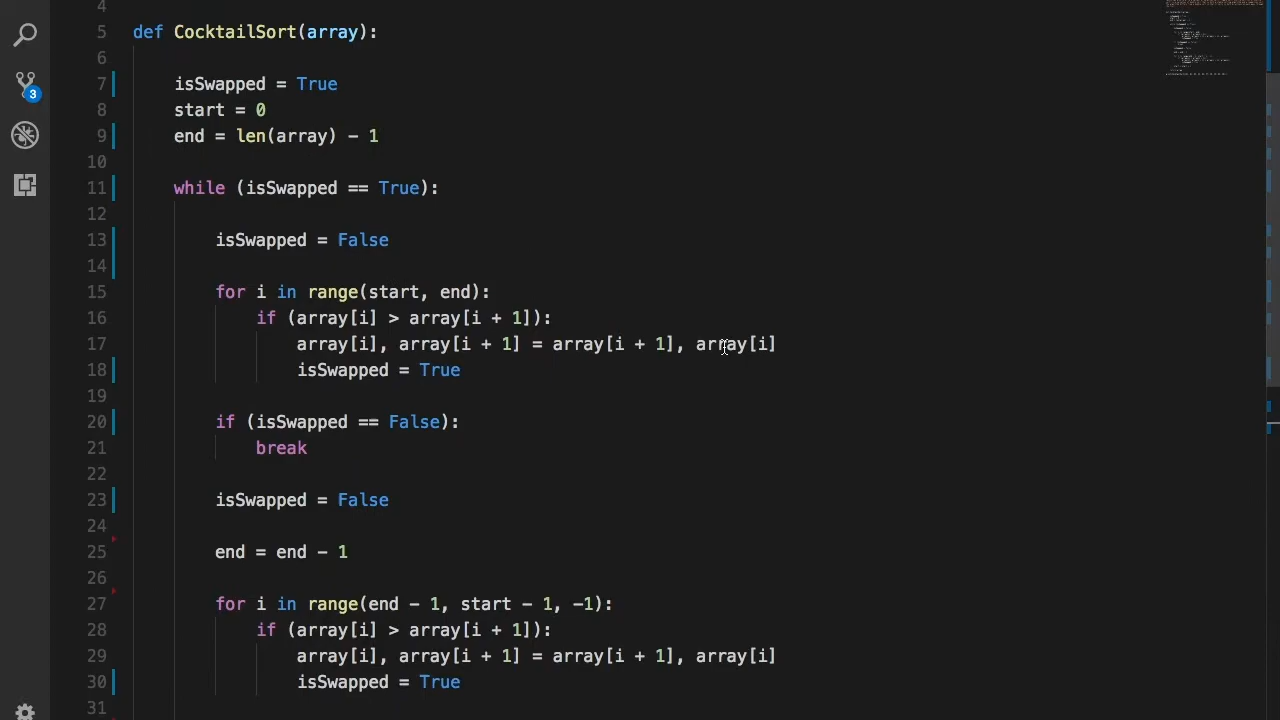 4
5 def CocktailSort(array):
6
7 isSwapped = True
8 start = 0
9 end = len(array) - 1
10
11 while (isSwapped == True):
12
13 isSwapped = False
14
15 for i in range(start, end):
16 if (array[i] > array[i + 1]):
17 array[i], array[i + 1] = array[i + 1], array[i]
18 isSwapped = True
19
20 if (isSwapped == False):
21 break
22
23 isSwapped = False
24
25 end = end - 1
26
27 for i in range(end - 1, start - 1, -1):
28 if (array[i] > array[i + 1]):
29 array[i], array[i + 1] = array[i + 1], array[i]
30 isSwapped = True
31
3